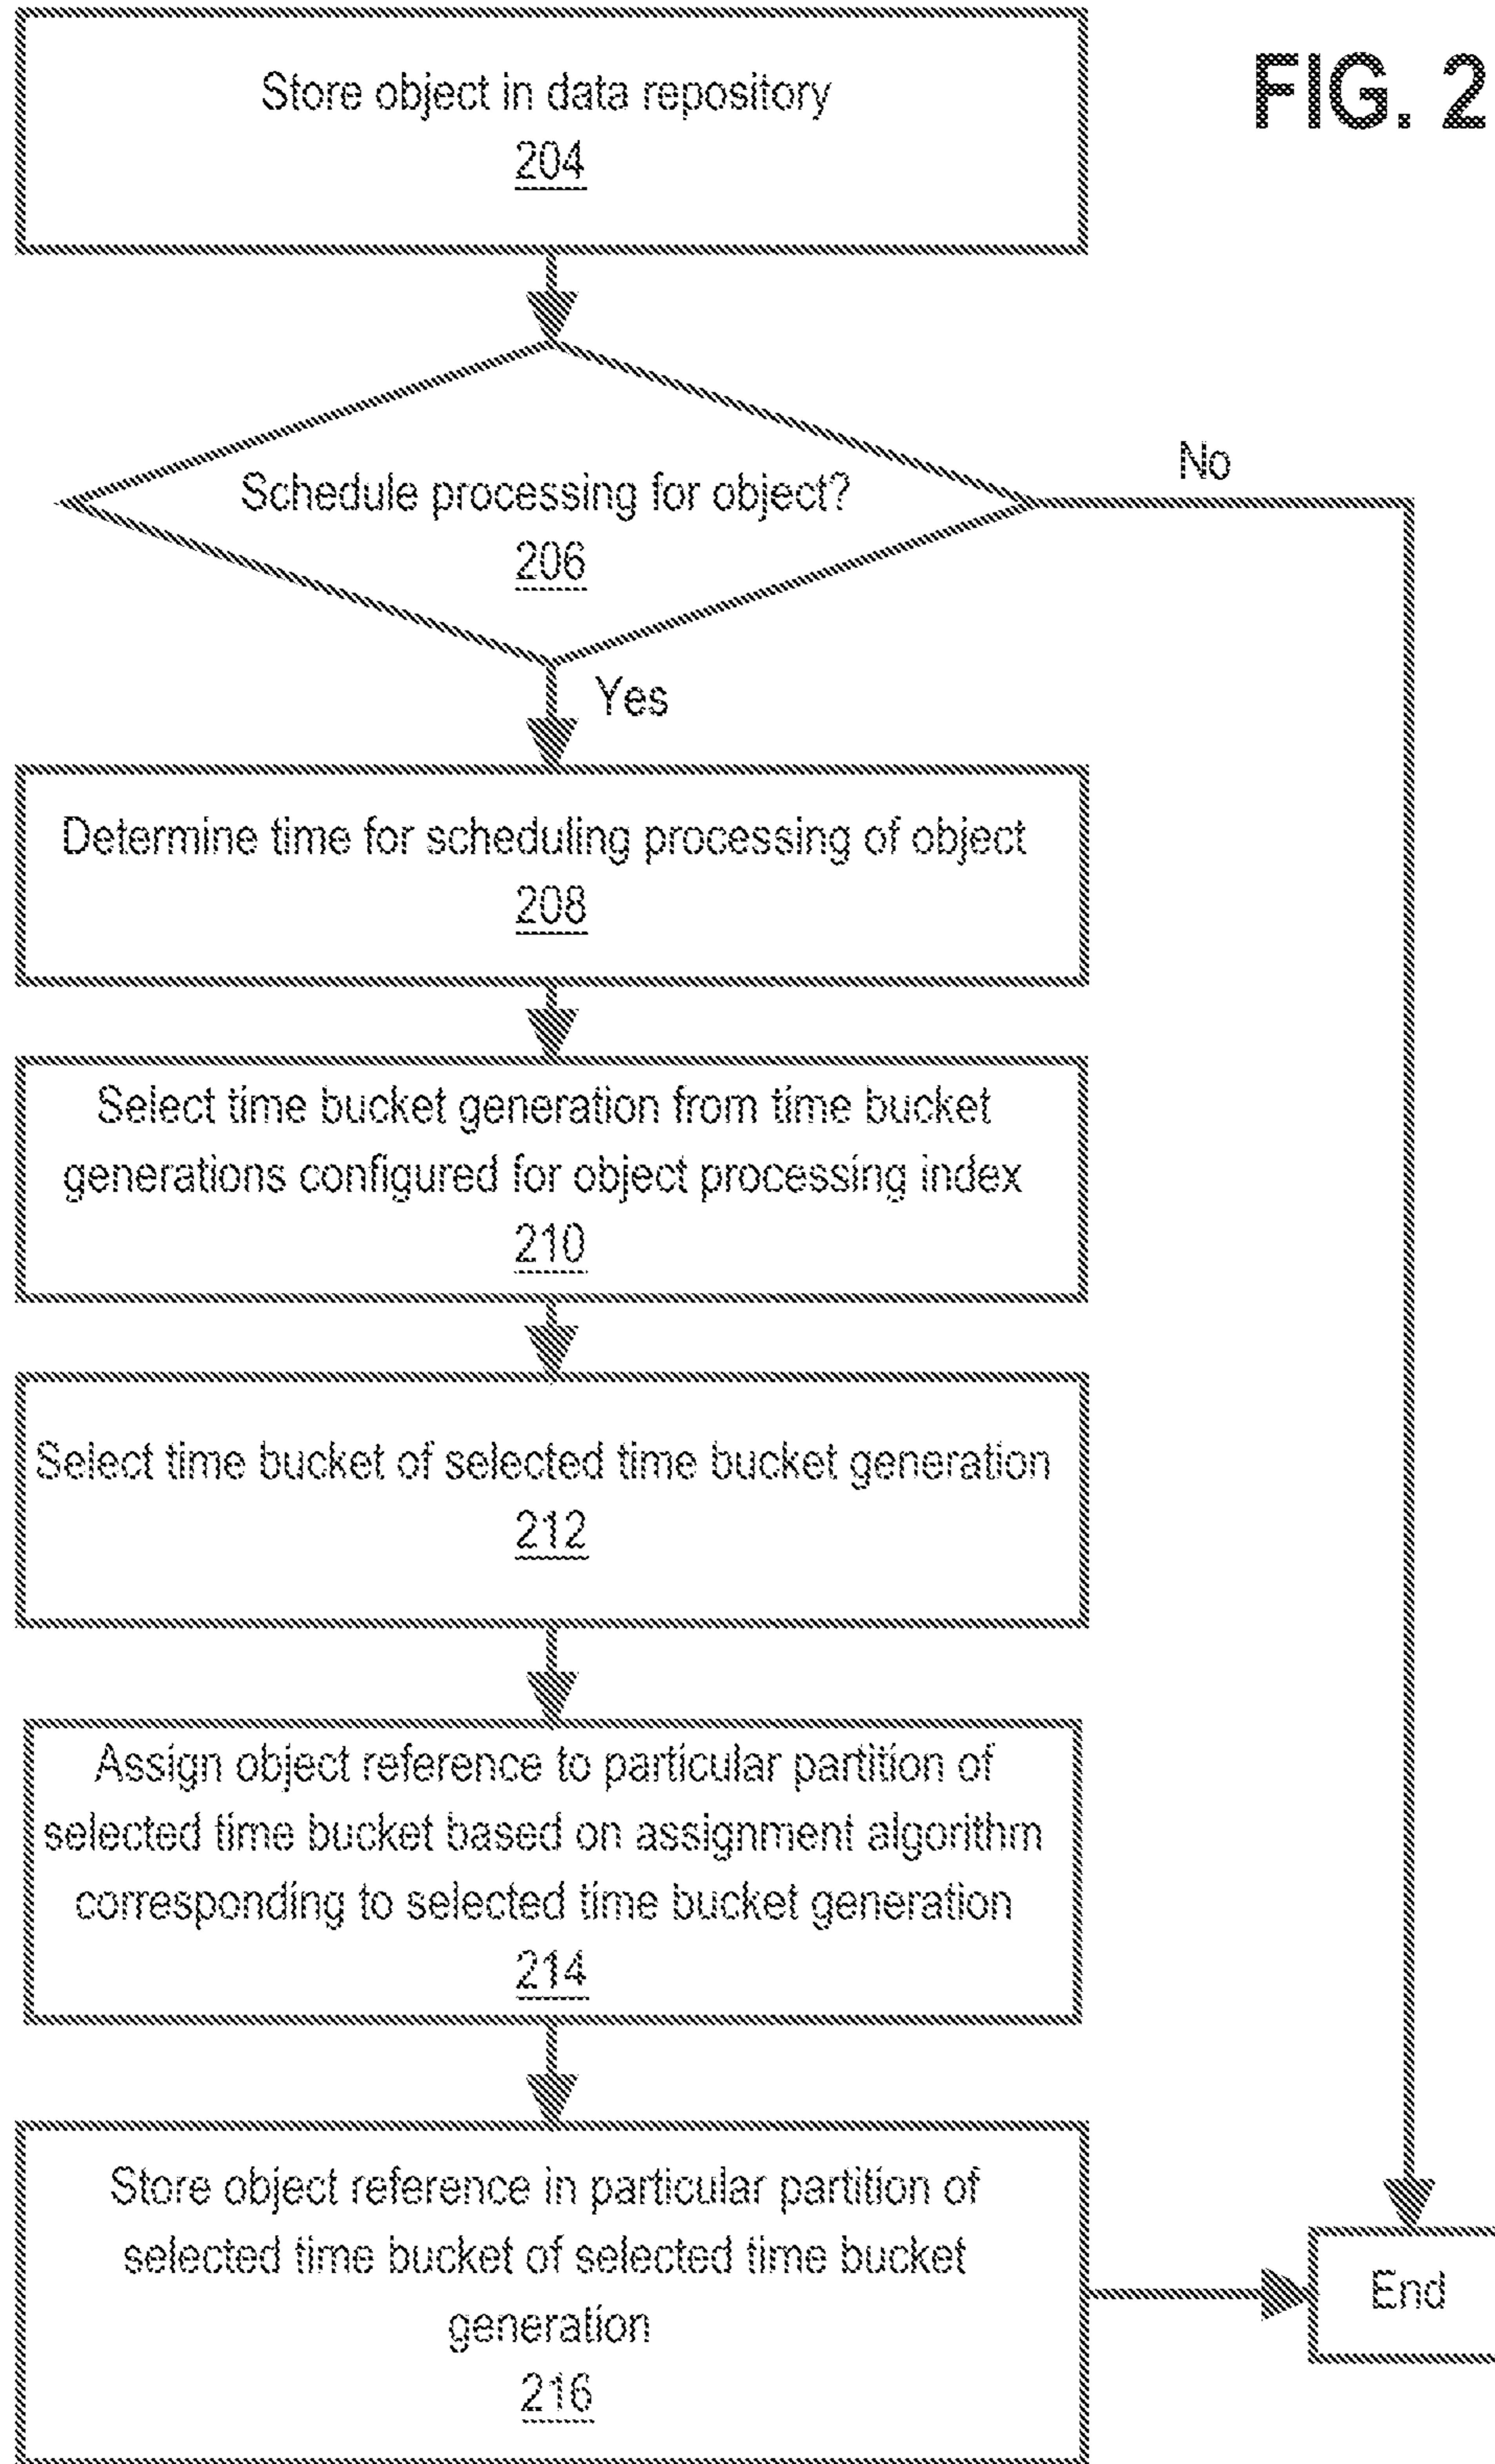 FIG. 2
Store object in data repository
204
Schedule processing for object?
206
No
Yes
Determine time for scheduling processing of object
208
Select time bucket generation from time bucket
generations configured for object processing index
210
Select time bucket of selected time bucket generation
212
Assign object reference to particular partition of
selected time bucket based on assignment algorithm
corresponding to selected time bucket generation
214
Store object reference in particular partition of
selected time bucket of selected time bucket
generation
216
End